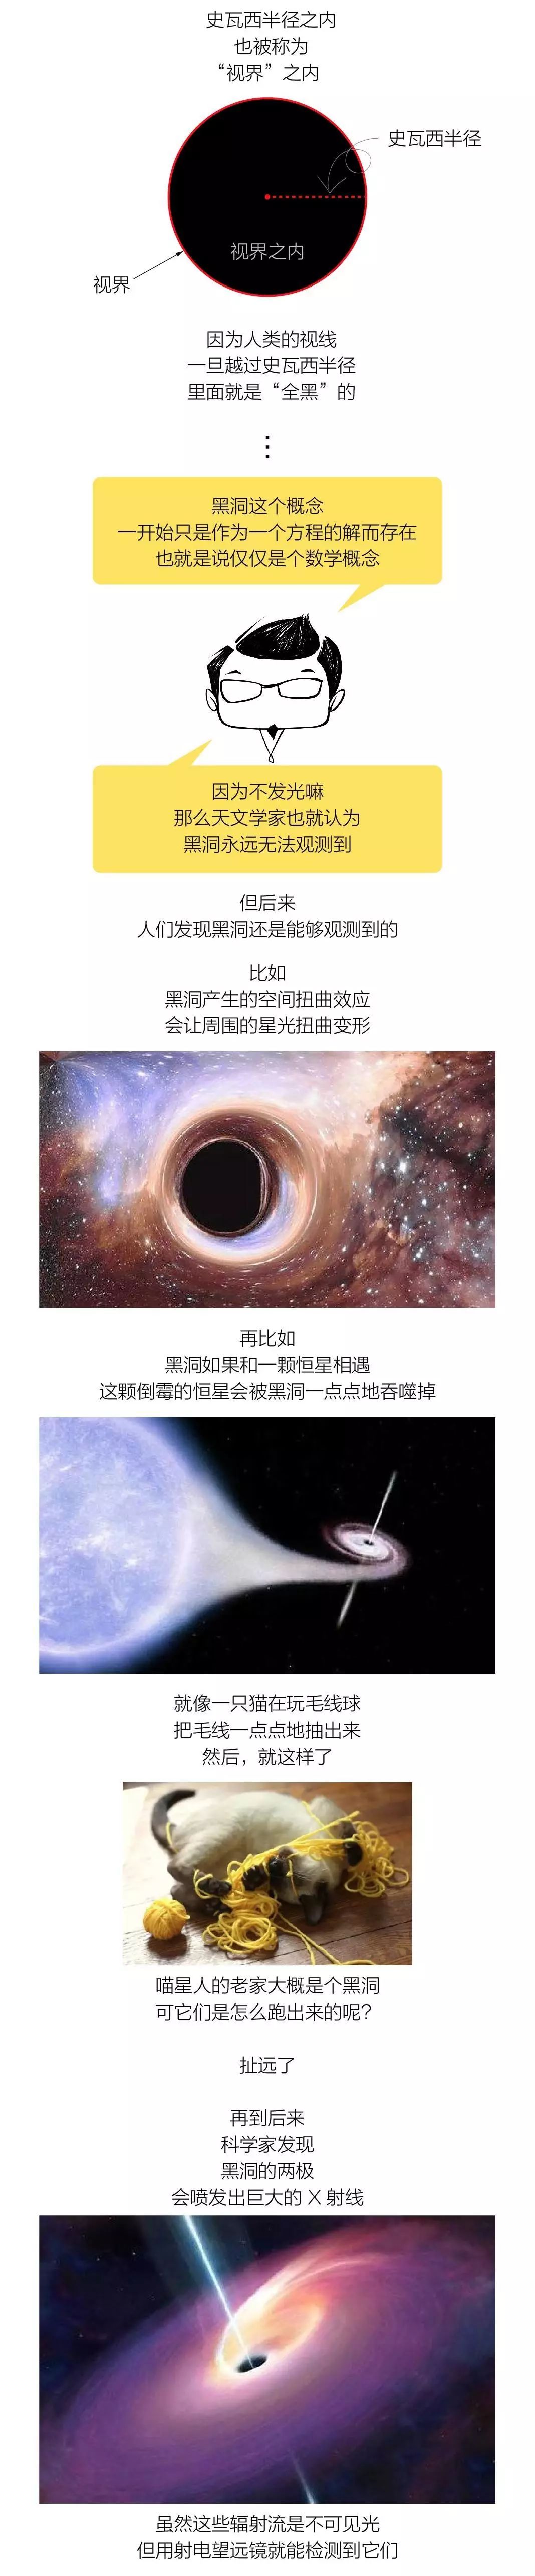 史瓦西半径之内
也被称为
“视界”之内
史瓦西半径
视界之内
视界
因为人类的视线
一旦越过史瓦西半径
里面就是“全黑”的
⋮
黑洞这个概念
一开始只是作为一个方程的解而存在
也就是说仅仅是个数学概念
因为不发光嘛
那么天文学家也就认为
黑洞永远无法观测到
但后来
人们发现黑洞还是能够观测到的
比如
黑洞产生的空间扭曲效应
会让周围的星光扭曲变形
再比如
黑洞如果和一颗恒星相遇
这颗倒霉的恒星会被黑洞一点点地吞噬掉
就像一只猫在玩毛线球
把毛线一点点地抽出来
然后，就这样了
喵星人的老家大概是个黑洞
可它们是怎么跑出来的呢？
扯远了
再到后来
科学家发现
黑洞的两极
会喷发出巨大的 X 射线
虽然这些辐射流是不可见光
但用射电望远镜就能检测到它们